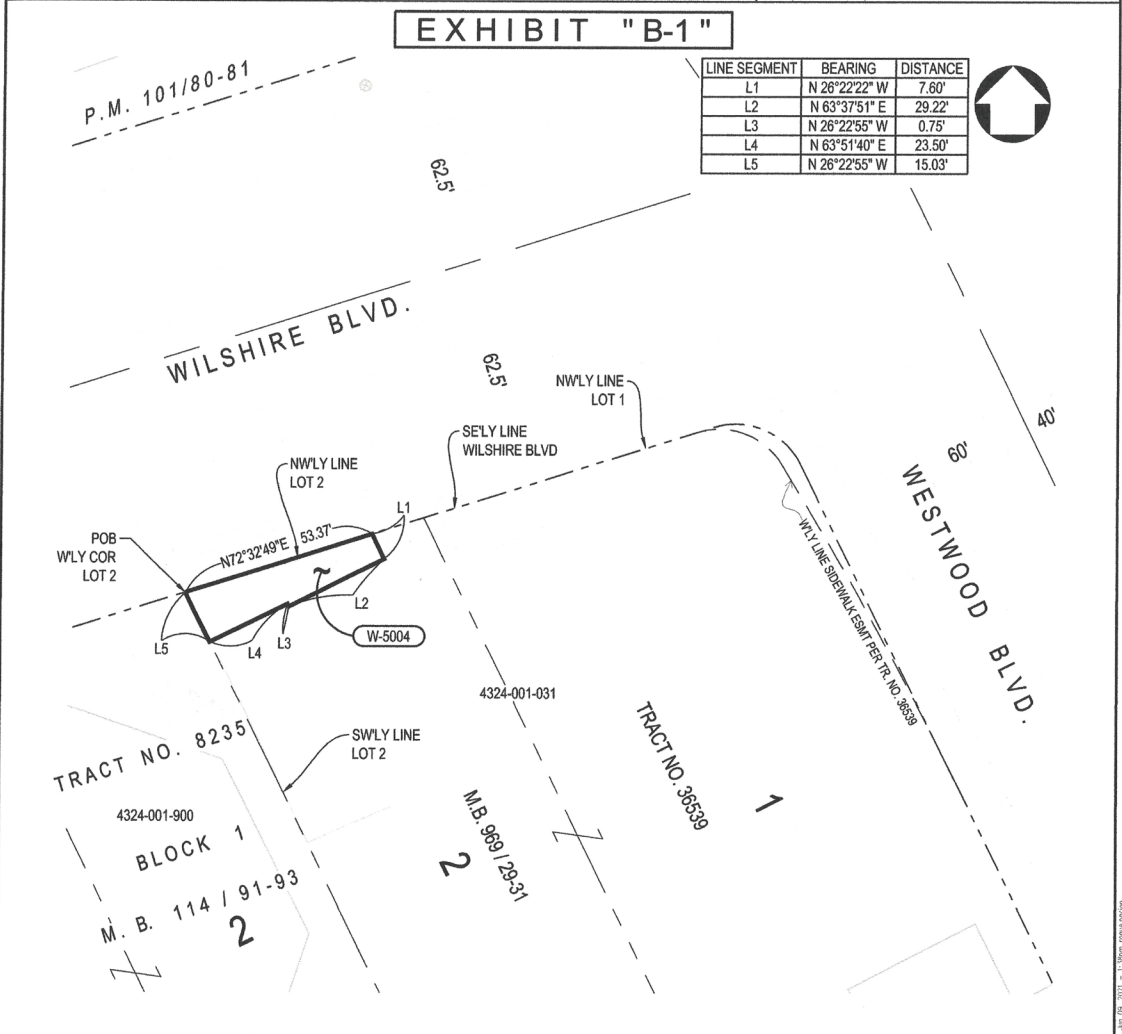 EXHIBIT "B-1"
P.M. 101/80-81
LINE SEGMENT BEARING DISTANCE
L1 N 26°22'22" W 7.60'
L2 N 63°37'51" E 29.22'
L3 N 26°22'55" W 0.75'
L4 N 63°51'40" E 23.50'
L5 N 26°22'55" W 15.03'
62.5'
WILSHIRE BLVD.
62.5'
NW'LY LINE
LOT 1
40'
60'
SE'LY LINE
WILSHIRE BLVD
NW'LY LINE
LOT 2
L1
POB
W'LY COR
LOT 2
N72°32'49"E 53.37'
WESTWOOD BLVD.
W'LY LINE SIDEWALK ESMT PER TR. NO. 36539
L2
L3
L4
L5
W-5004
4324-001-031
TRACT NO. 8235
SW'LY LINE
LOT 2
TRACT NO. 36539
1
4324-001-900
BLOCK 1
M.B. 969 / 29-31
2
M. B. 114 / 91-93
2